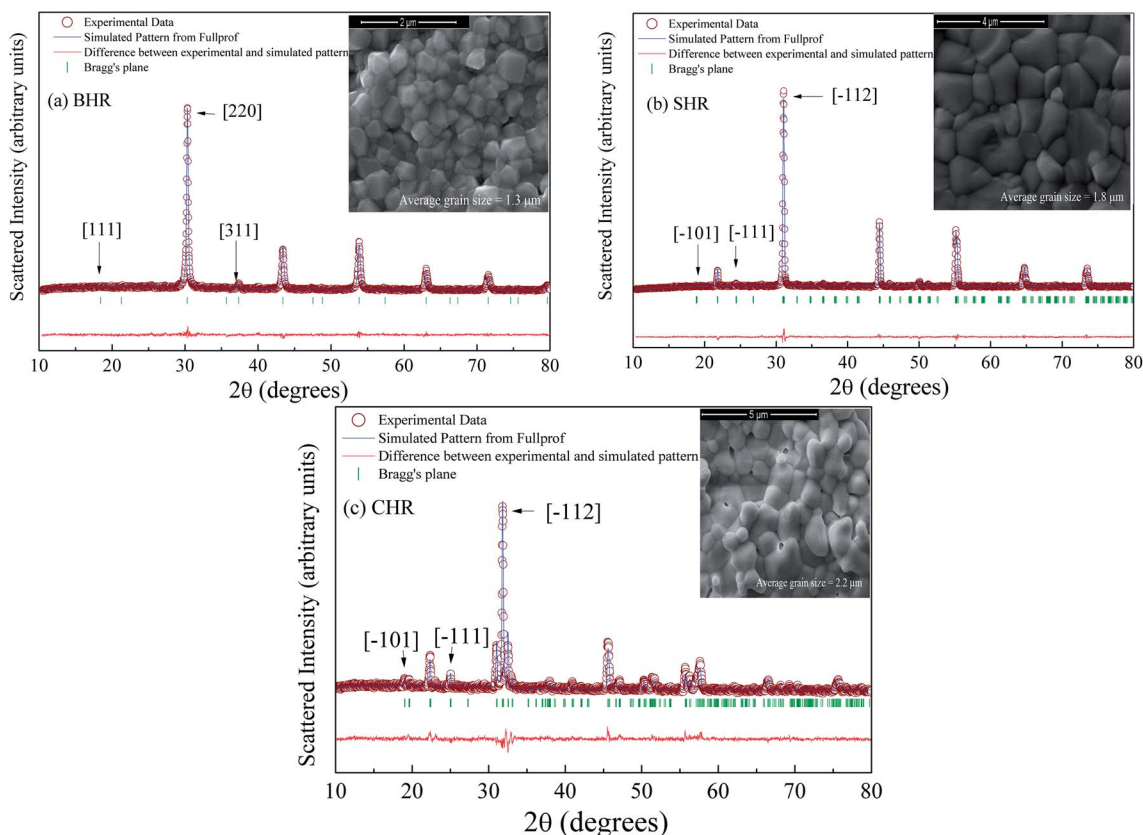 2 µm
Experimental Data
Simulated Pattern from Fullprof
Difference between experimental and simulated pattern
Bragg's plane
(a) BHR
[220]
[111]
[311]
Average grain size = 1.3 µm
Scattered Intensity (arbitrary units)
10 20 30 40 50 60 70 80
2θ (degrees)
4 µm
Experimental Data
Simulated Pattern from Fullprof
Difference between experimental and simulated pattern
Bragg's plane
(b) SHR
[-112]
[-101]
[-111]
Average grain size = 1.8 µm
Scattered Intensity (arbitrary units)
10 20 30 40 50 60 70 80
2θ (degrees)
5 µm
Experimental Data
Simulated Pattern from Fullprof
Difference between experimental and simulated pattern
Bragg's plane
(c) CHR
[-112]
[-101]
[-111]
Average grain size = 2.2 µm
Scattered Intensity (arbitrary units)
10 20 30 40 50 60 70 80
2θ (degrees)